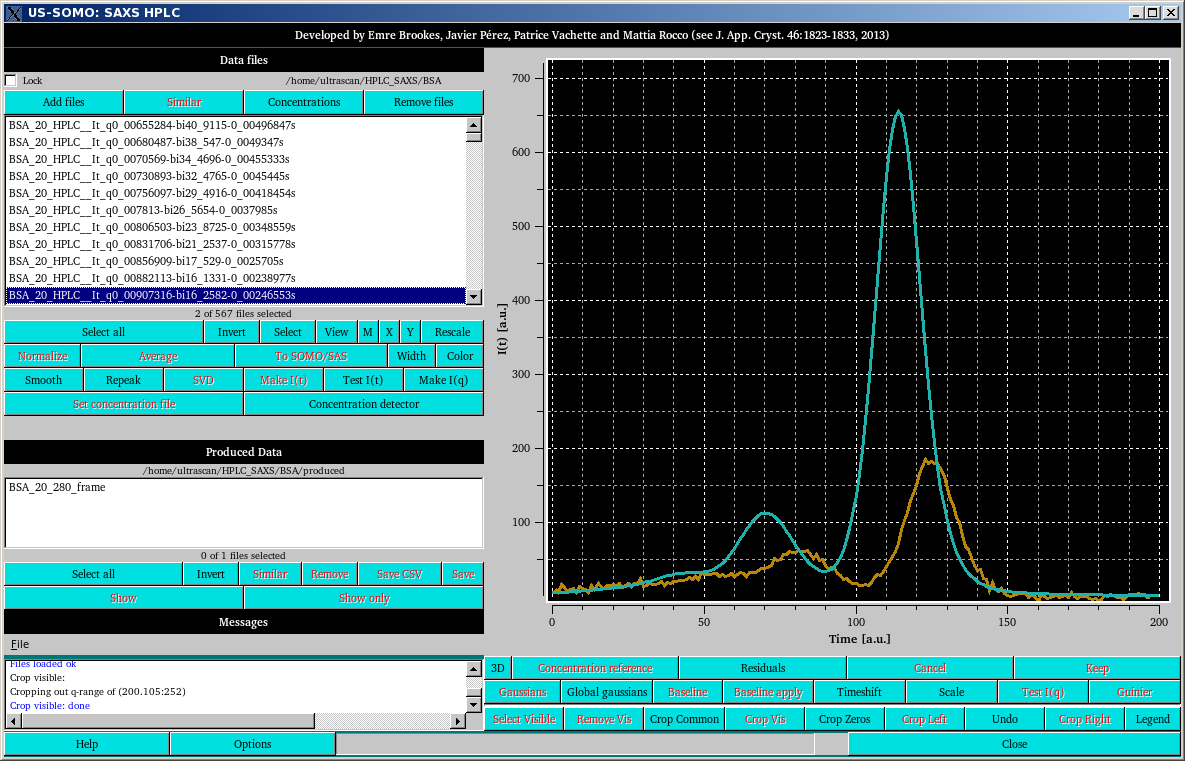 US-SOMO: SAXS HPLC
Developed by Emre Brookes, Javier Pérez, Patrice Vachette and Mattia Rocco (see J. App. Cryst. 46:1823-1833, 2013)
Data files
Lock /home/ultrascan/HPLC_SAXS/BSA
Add files Similar Concentrations Remove files
BSA_20_HPLC__It_q0_00655284-bi40_9115-0_00496847s
BSA_20_HPLC__It_q0_00680487-bi38_547-0_0049347s
BSA_20_HPLC__It_q0_0070569-bi34_4696-0_00455333s
BSA_20_HPLC__It_q0_00730893-bi32_4765-0_0045445s
BSA_20_HPLC__It_q0_00756097-bi29_4916-0_00418454s
BSA_20_HPLC__It_q0_007813-bi26_5654-0_0037985s
BSA_20_HPLC__It_q0_00806503-bi23_8725-0_00348559s
BSA_20_HPLC__It_q0_00831706-bi21_2537-0_00315778s
BSA_20_HPLC__It_q0_00856909-bi17_529-0_0025705s
BSA_20_HPLC__It_q0_00882113-bi16_1331-0_00238977s
BSA_20_HPLC__It_q0_00907316-bi16_2582-0_00246553s
2 of 567 files selected
Select all Invert Select View M X Y Rescale
Normalize Average To SOMO/SAS Width Color
Smooth Repeak SVD Make I(t) Test I(t) Make I(q)
Set concentration file Concentration detector
Produced Data
/home/ultrascan/HPLC_SAXS/BSA/produced
BSA_20_280_frame
0 of 1 files selected
Select all Invert Similar Remove Save CSV Save
Show Show only
Messages
File
Files loaded ok
Crop visible:
Cropping out q-range of (200.105:252)
Crop visible: done
Help Options
700
600
500
400
300
200
100
I(t) [a.u.]
0 50 100 150 200
Time [a.u.]
3D Concentration reference Residuals Cancel Keep
Gaussians Global gaussians Baseline Baseline apply Timeshift Scale Test I(q) Guinier
Select Visible Remove Vis Crop Common Crop Vis Crop Zeros Crop Left Undo Crop Right Legend
Close